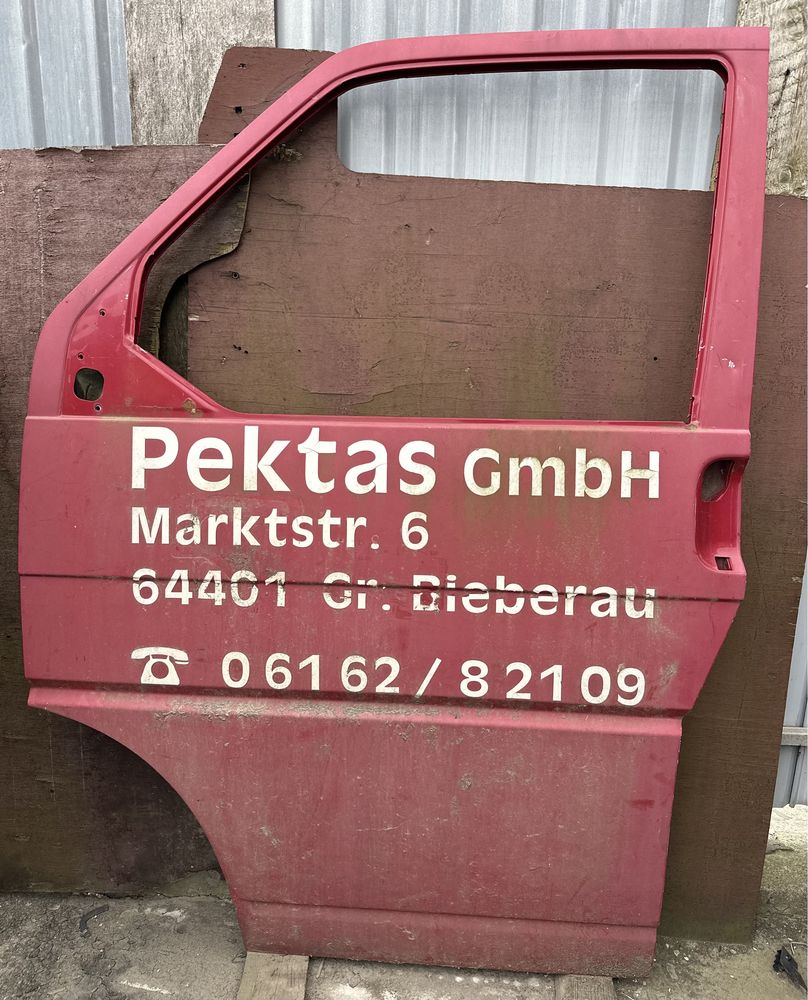 Pektas GmbH
Marktstr. 6
64401 Gr. Bieberau
☎ 06162/82109